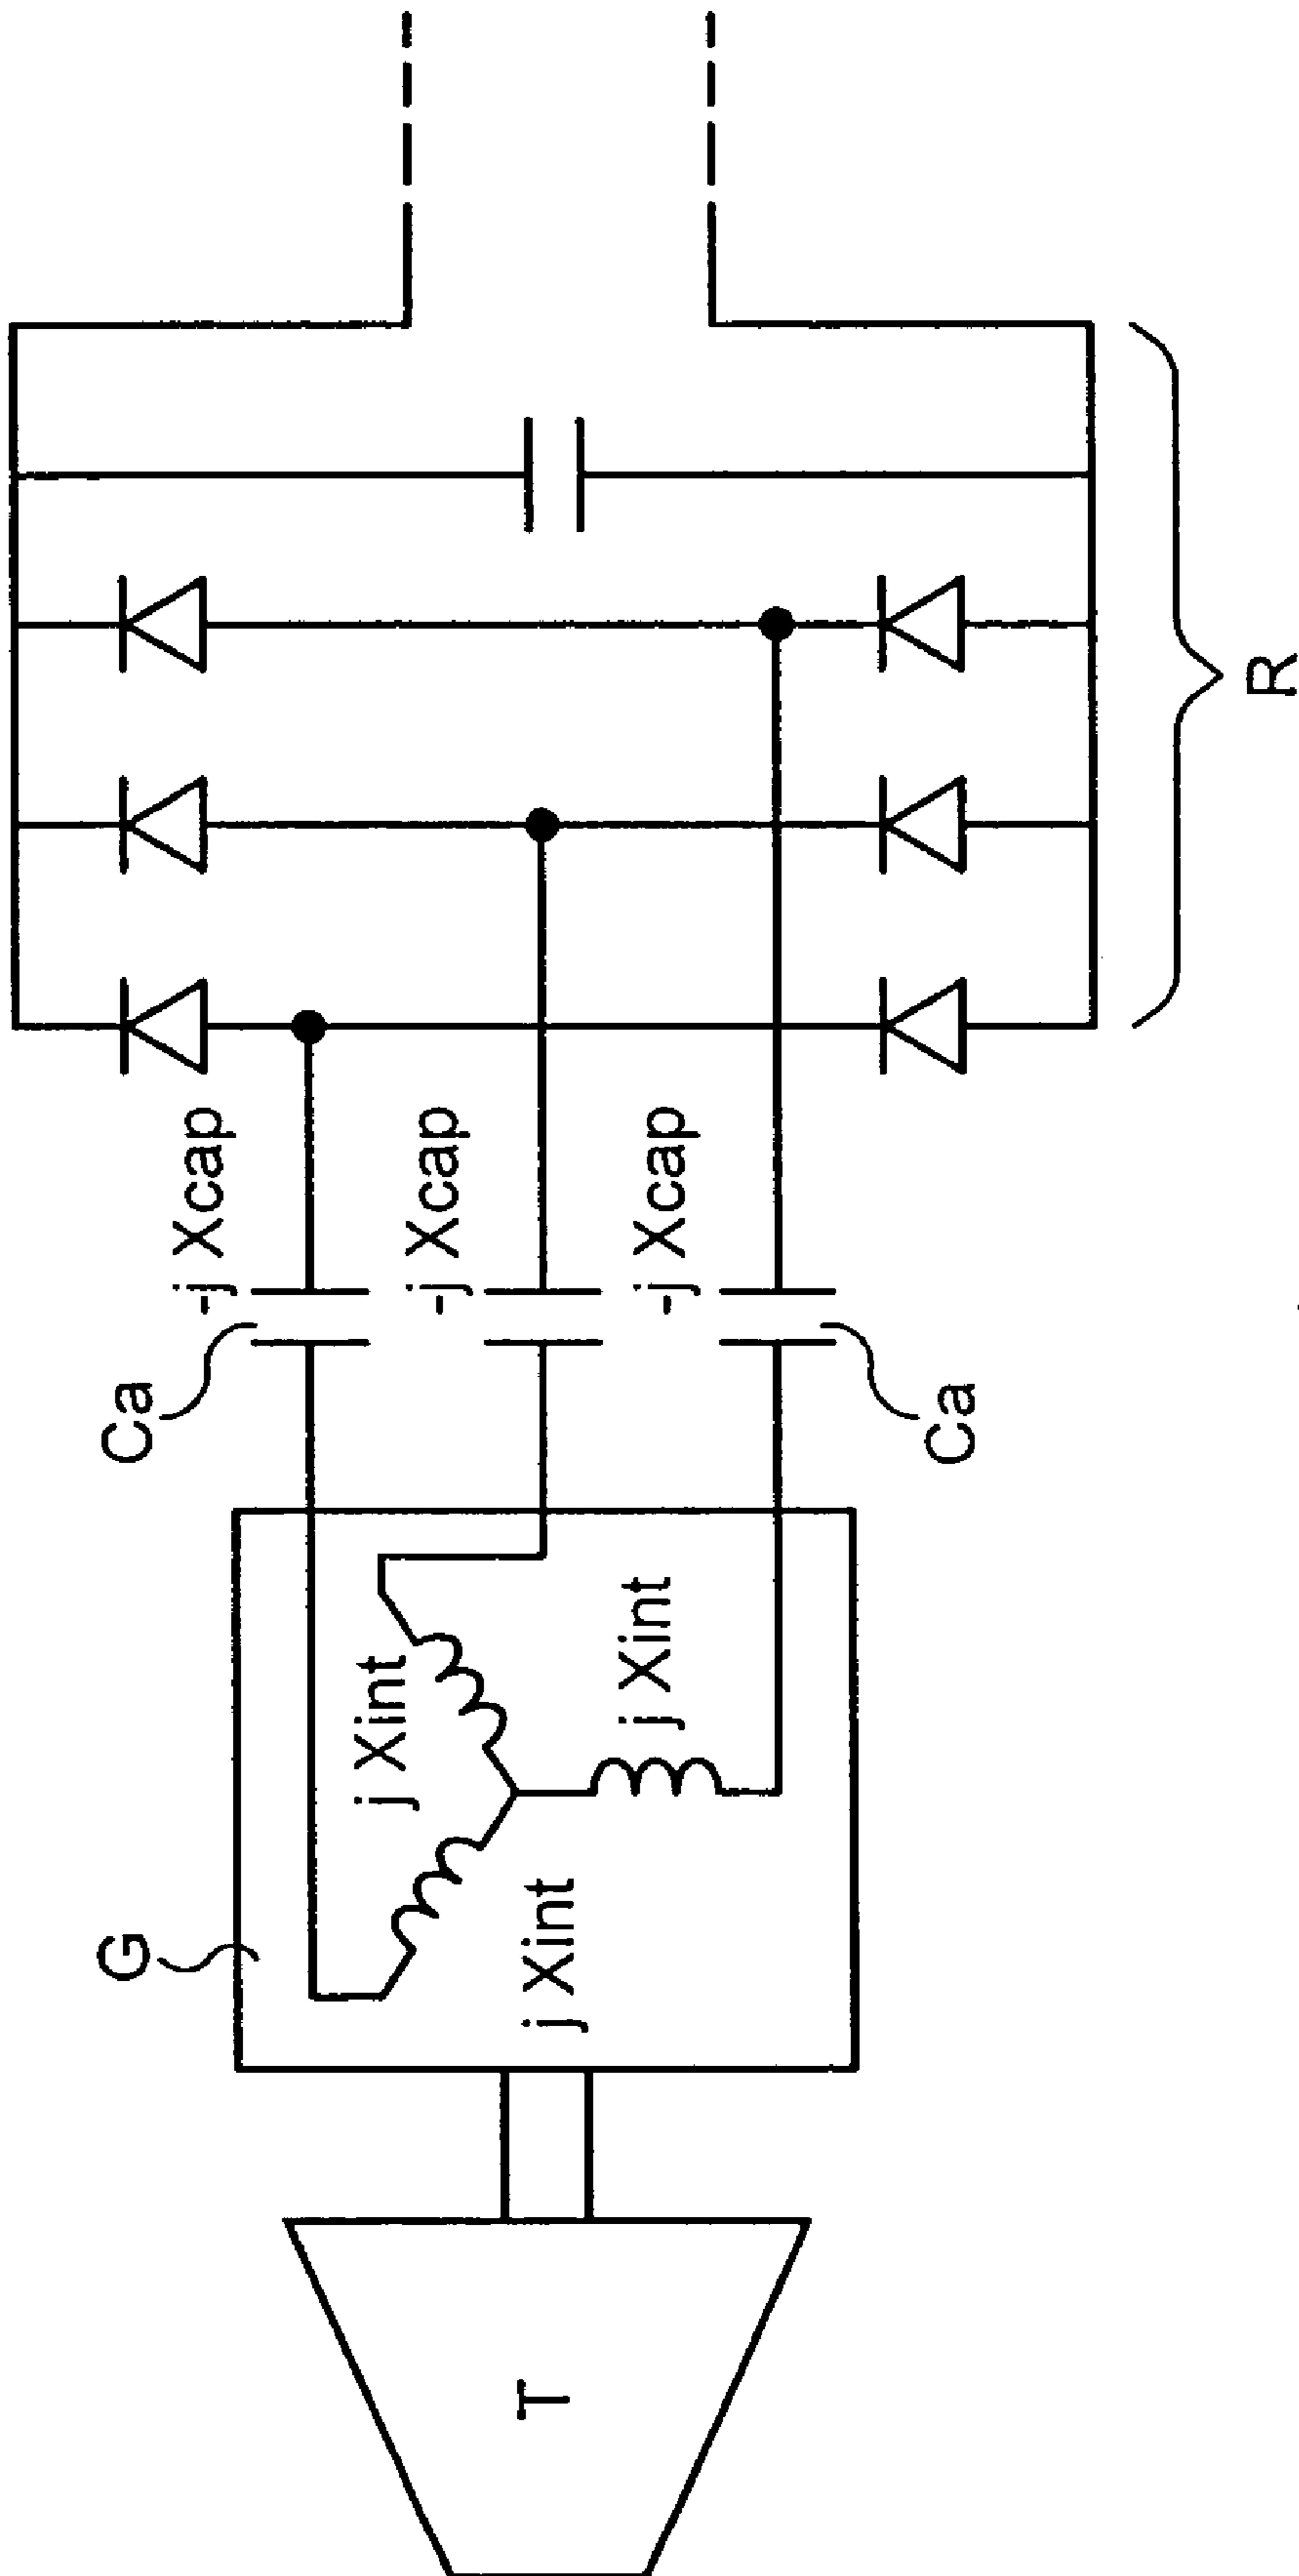 T
G
j Xint
j Xint
j Xint
Ca
Ca
-j Xcap
-j Xcap
-j Xcap
R